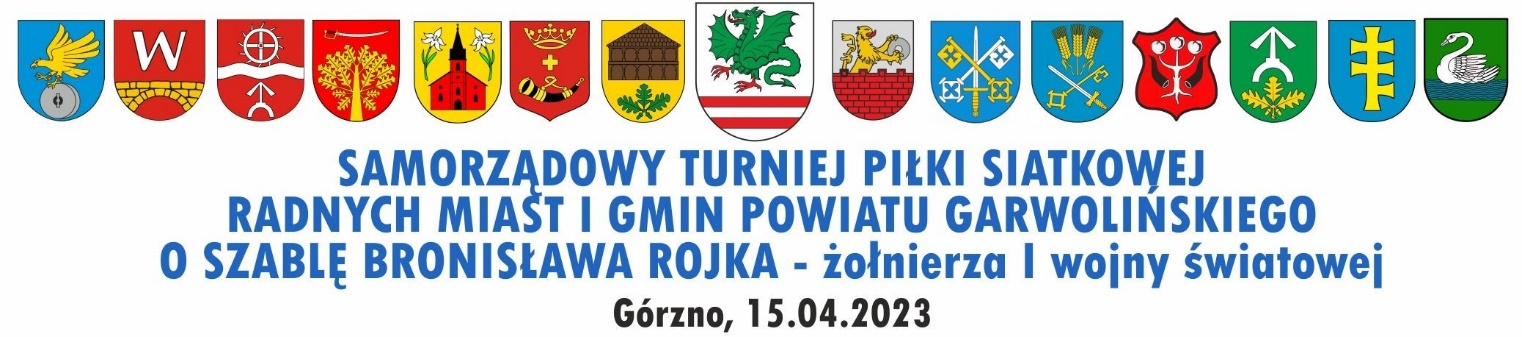 W
SAMORZĄDOWY TURNIEJ PIŁKI SIATKOWEJ
RADNYCH MIAST I GMIN POWIATU GARWOLIŃSKIEGO
O SZABLĘ BRONISŁAWA ROJKA - żołnierza I wojny światowej
Górzno, 15.04.2023